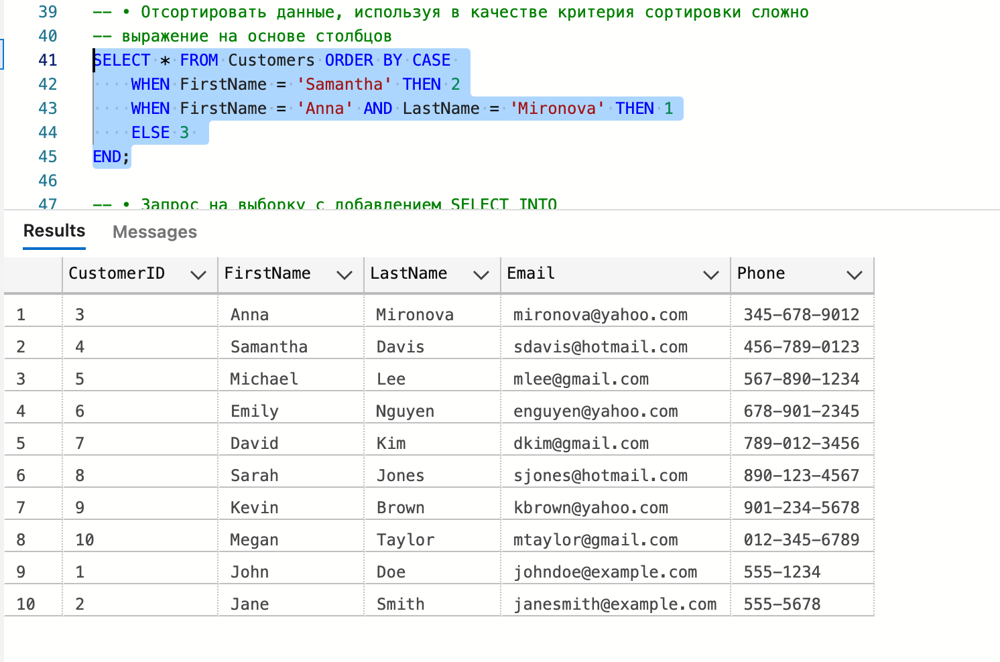 39 -- • Отсортировать данные, используя в качестве критерия сортировки сложно
40 -- выражение на основе столбцов
41 SELECT * FROM Customers ORDER BY CASE
42 WHEN FirstName = 'Samantha' THEN 2
43 WHEN FirstName = 'Anna' AND LastName = 'Mironova' THEN 1
44 ELSE 3
45 END;
46
47 -- • Запрос на выборку с добавлением SELECT INTO
Results Messages
CustomerID FirstName LastName Email Phone
1 3 Anna Mironova mironova@yahoo.com 345-678-9012
2 4 Samantha Davis sdavis@hotmail.com 456-789-0123
3 5 Michael Lee mlee@gmail.com 567-890-1234
4 6 Emily Nguyen enguyen@yahoo.com 678-901-2345
5 7 David Kim dkim@gmail.com 789-012-3456
6 8 Sarah Jones sjones@hotmail.com 890-123-4567
7 9 Kevin Brown kbrown@yahoo.com 901-234-5678
8 10 Megan Taylor mtaylor@gmail.com 012-345-6789
9 1 John Doe johndoe@example.com 555-1234
10 2 Jane Smith janesmith@example.com 555-5678